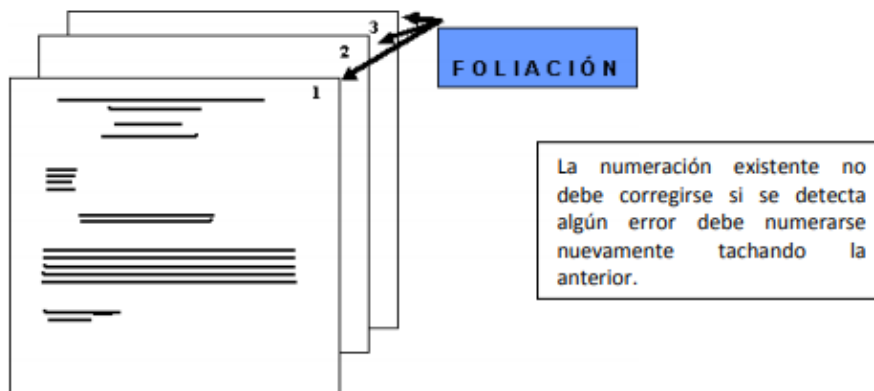 3
2
1
FOLIACIÓN
La numeración existente no
debe corregirse si se detecta
algún error debe numerarse
nuevamente tachando la
anterior.